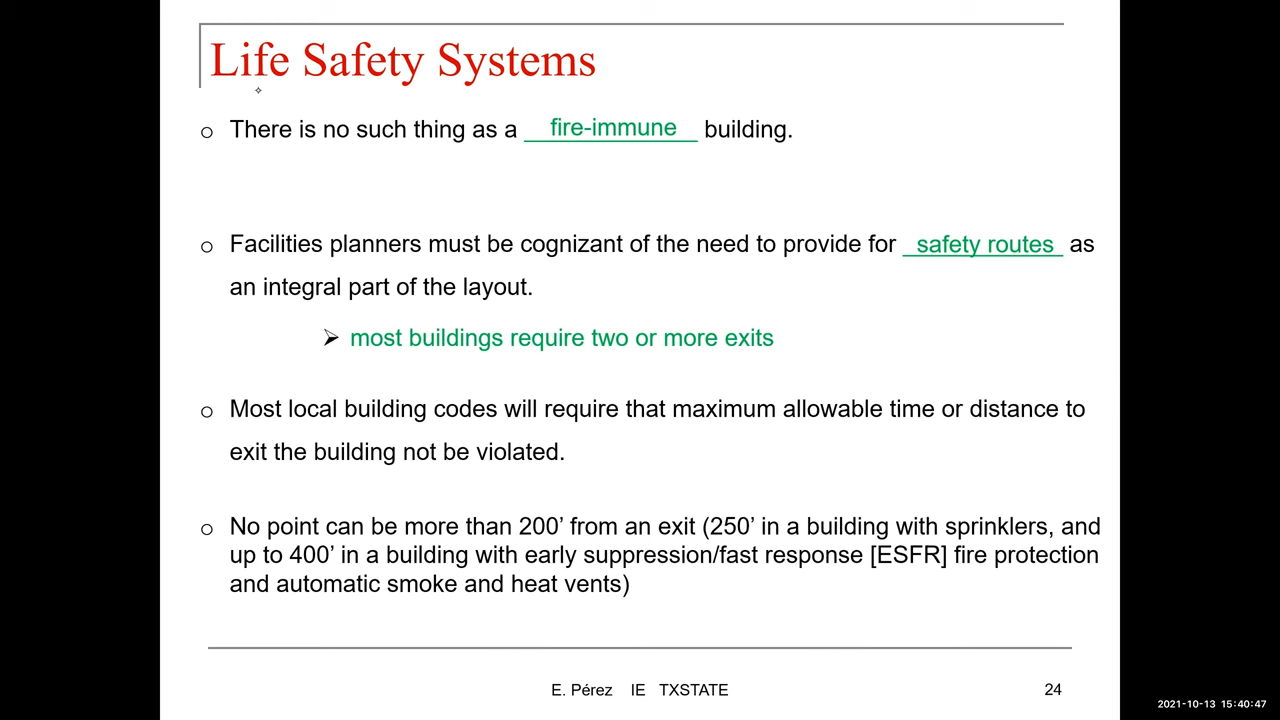 Life Safety Systems
There is no such thing as a fire-immune building.
Facilities planners must be cognizant of the need to provide for safety routes as
an integral part of the layout.
most buildings require two or more exits
Most local building codes will require that maximum allowable time or distance to
exit the building not be violated.
No point can be more than 200’ from an exit (250’ in a building with sprinklers, and
up to 400’ in a building with early suppression/fast response [ESFR] fire protection
and automatic smoke and heat vents)
E. Pérez IE TXSTATE
24
2021-10-13 15:40:47